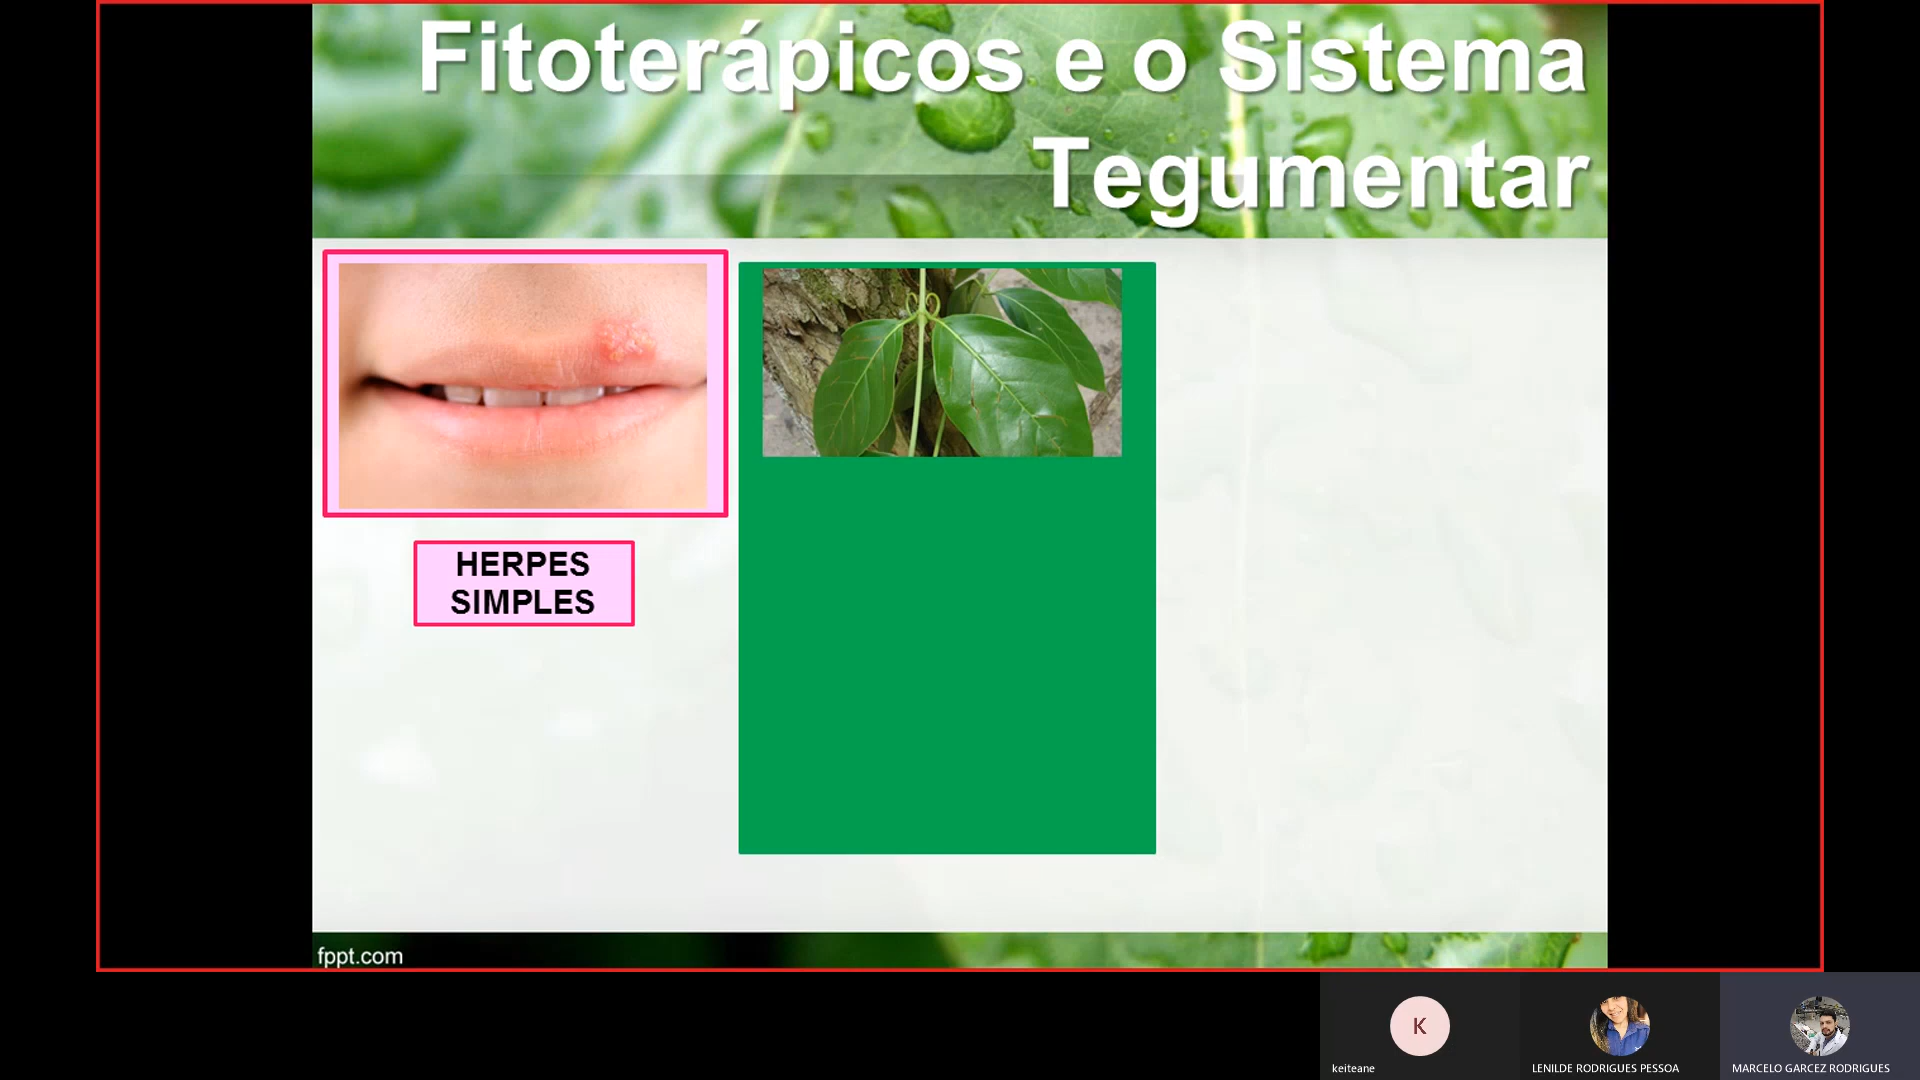 Fitoterápicos e o Sistema
Tegumentar
HERPES
SIMPLES
fppt.com
K
keiteane
LENILDE RODRIGUES PESSOA
MARCELO GARCEZ RODRIGUES